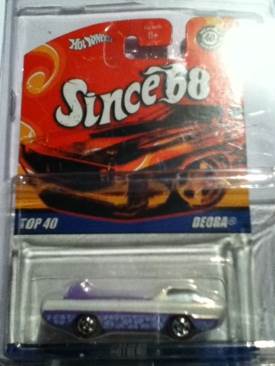 HOT WHEELS
Since '68
TOP 40
DEORA®